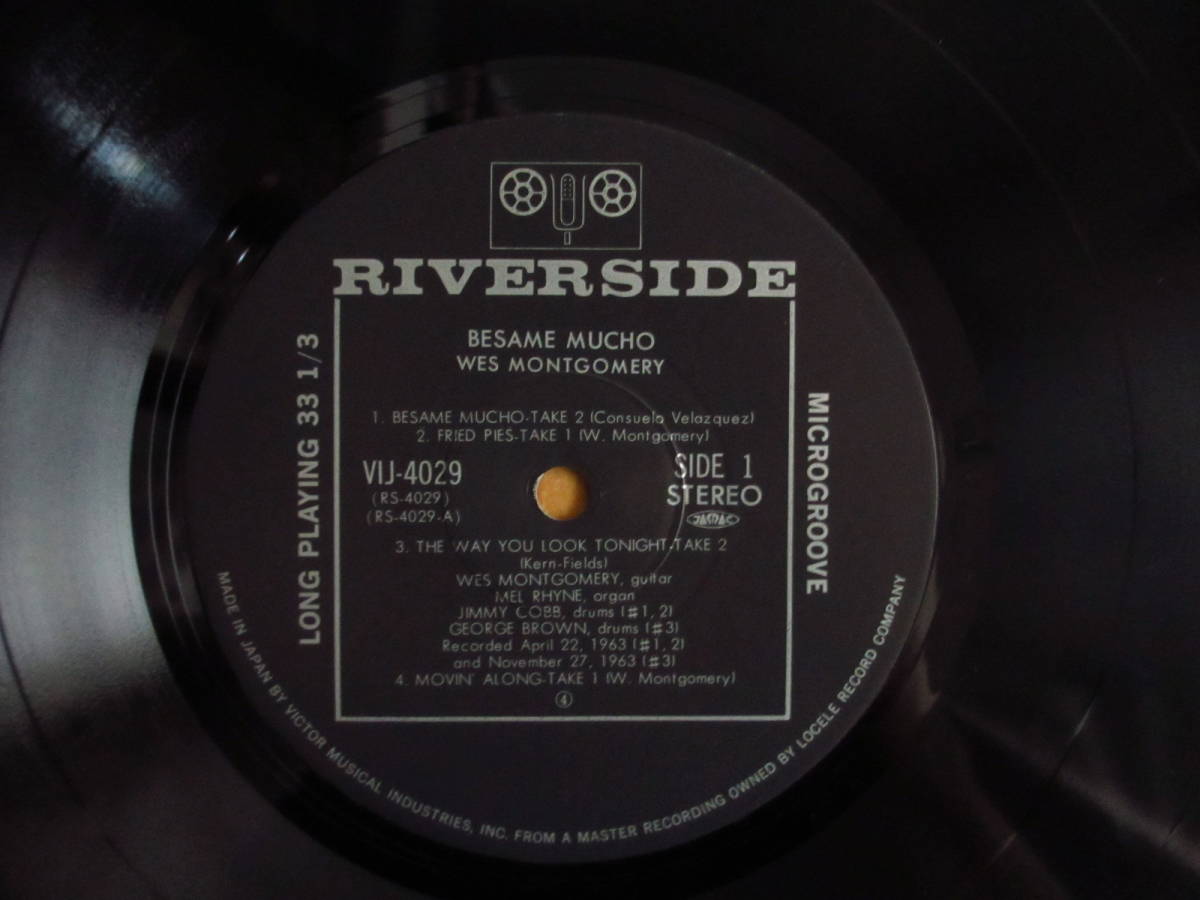 RIVERSIDE
BESAME MUCHO
WES MONTGOMERY
1. BESAME MUCHO-TAKE 2 (Consuelo Velazquez)
2. FRIED PIES-TAKE 1 (W. Montgomery)
VIJ-4029
(RS-4029)
(RS-4029-A)
SIDE 1
STEREO
JASRAC
3. THE WAY YOU LOOK TONIGHT-TAKE 2
(Kern-Fields)
WES MONTGOMERY, guitar
MEL RHYNE, organ
JIMMY COBB, drums (#1, 2)
GEORGE BROWN, drums (#3)
Recorded April 22, 1963 (#1, 2)
and November 27, 1963 (#3)
4. MOVIN' ALONG-TAKE 1 (W. Montgomery)
④
LONG PLAYING 33 1/3
MICROGROOVE
MADE IN JAPAN BY VICTOR MUSICAL INDUSTRIES, INC. FROM A MASTER RECORDING OWNED BY LOCELE RECORD COMPANY